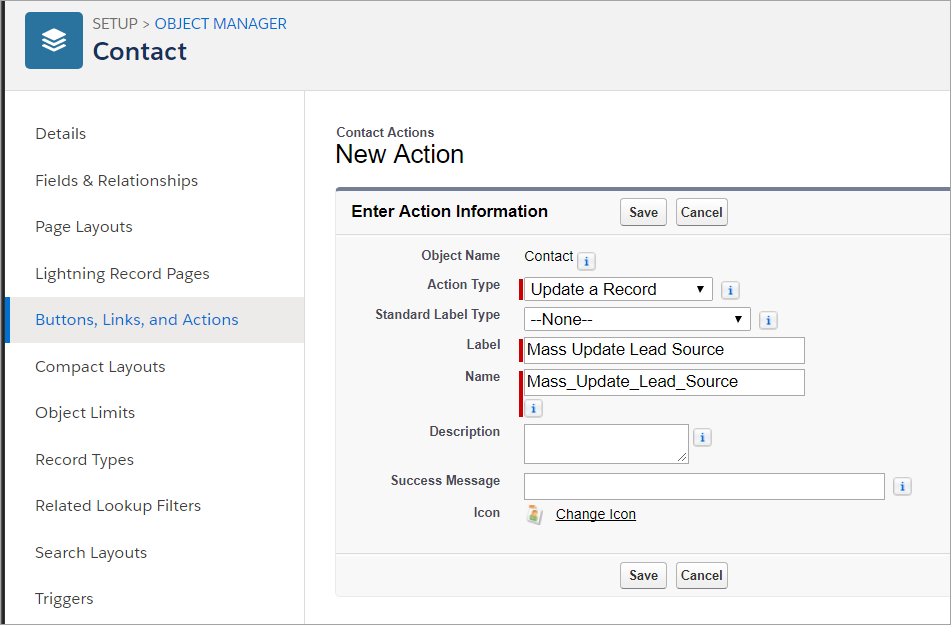 SETUP > OBJECT MANAGER
Contact
Details
Fields & Relationships
Page Layouts
Lightning Record Pages
Buttons, Links, and Actions
Compact Layouts
Object Limits
Record Types
Related Lookup Filters
Search Layouts
Triggers
Contact Actions
New Action
Enter Action Information Save Cancel
Object Name Contact i
Action Type Update a Record i
Standard Label Type --None-- i
Label Mass Update Lead Source
Name Mass_Update_Lead_Source
i
Description i
Success Message i
Icon Change Icon
Save Cancel